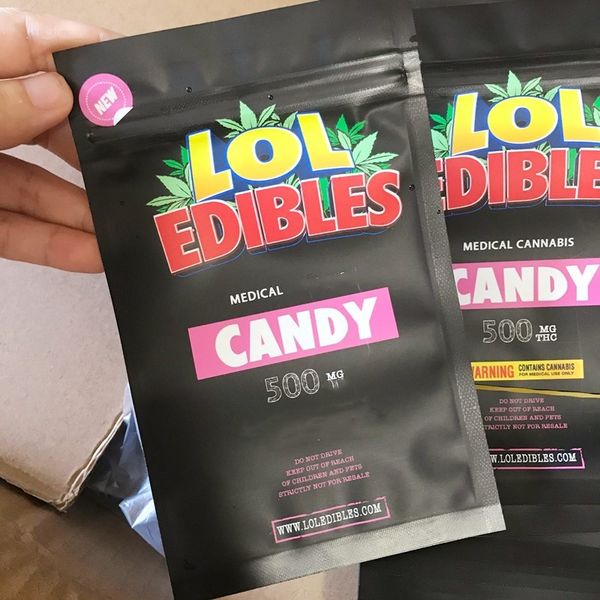 NEW
LOL
EDIBLES
MEDICAL
CANDY
500 MG
DO NOT DRIVE
KEEP OUT OF REACH
OF CHILDREN AND PETS
STRICTLY NOT FOR RESALE
WWW.LOLEDIBLES.COM
LOL
EDIBLE
MEDICAL CANNABIS
CANDY
500 MG
THC
WARNING CONTAINS CANNABIS
FOR MEDICAL USE ONLY
DO NOT DRIVE
KEEP OUT OF REACH
OF CHILDREN AND PETS
STRICTLY NOT FOR RESALE
WW.LOLEDIBLES.COM